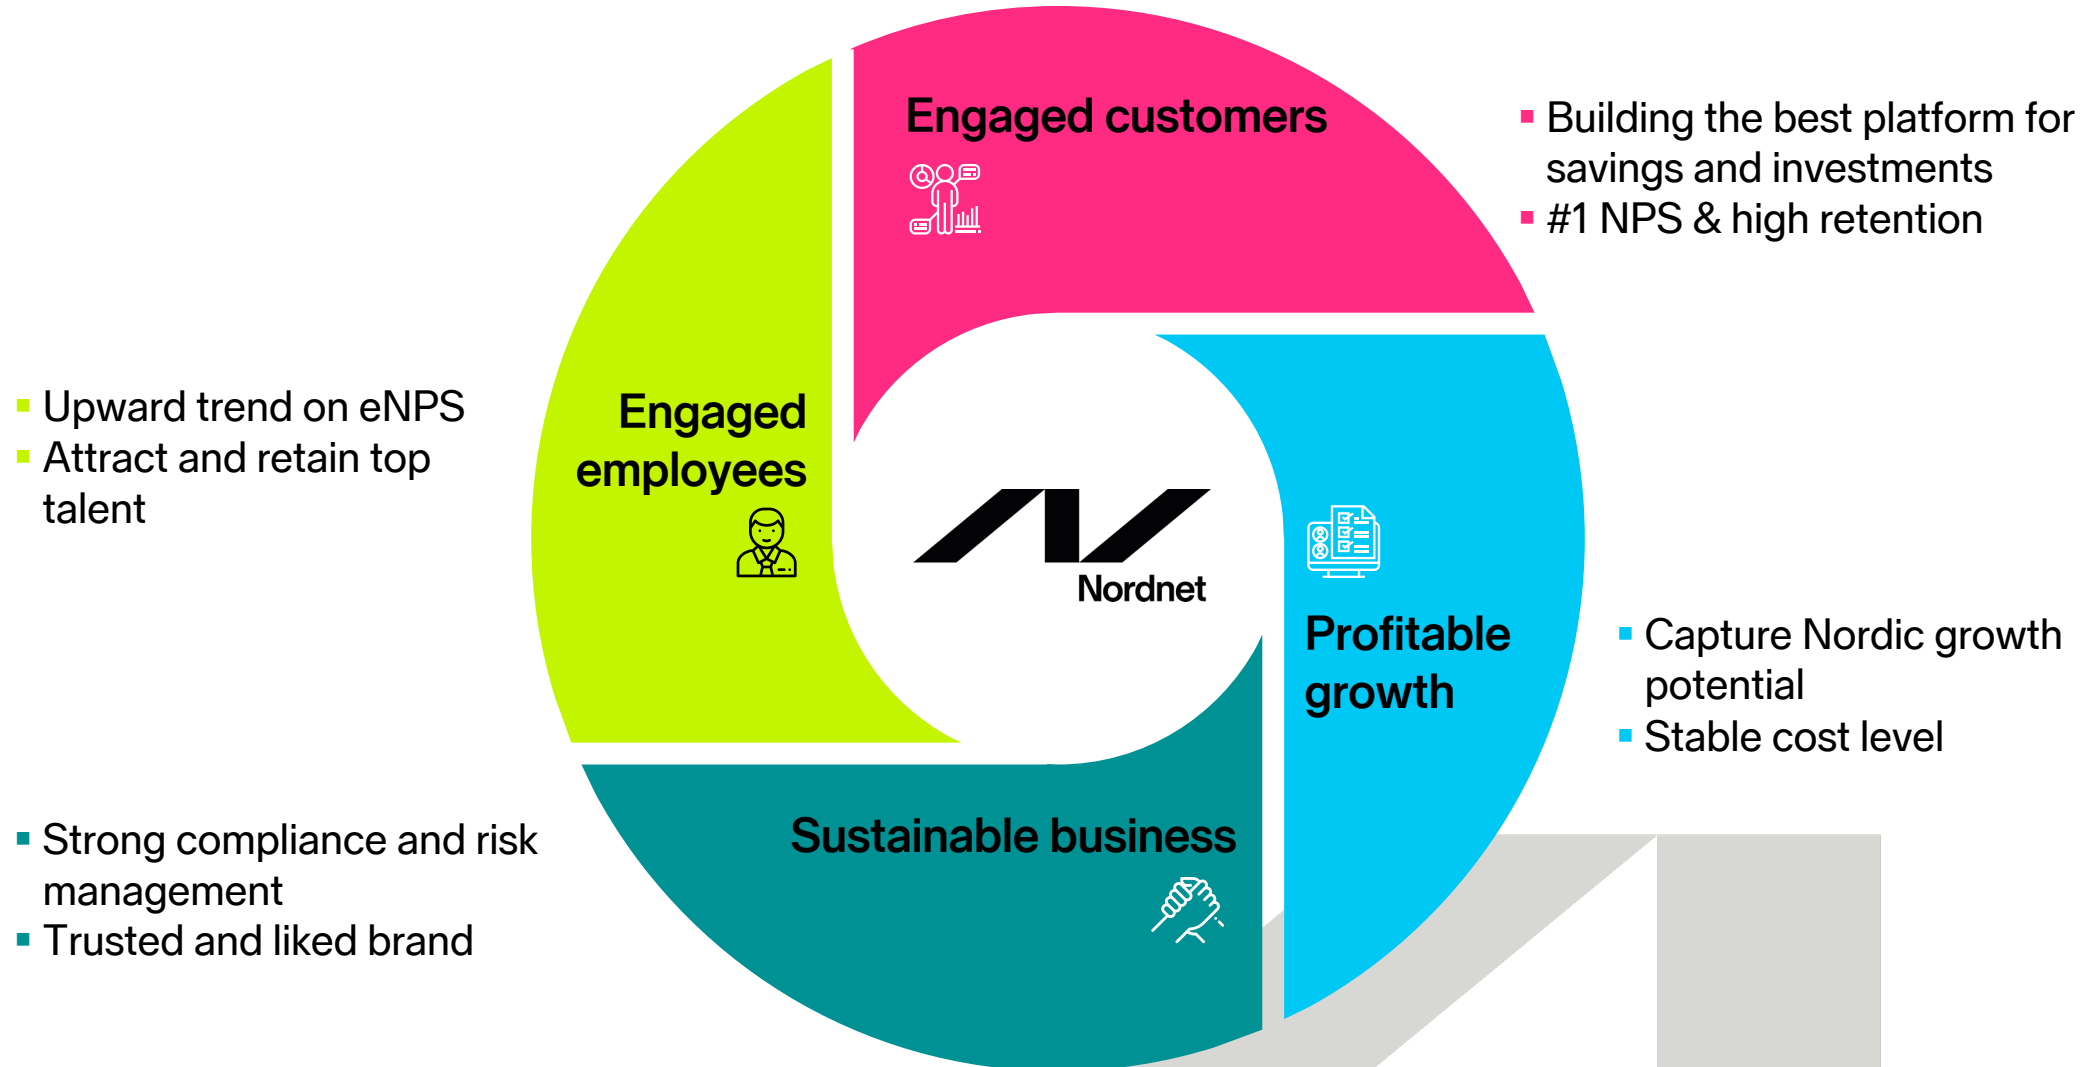 Engaged customers
▪ Building the best platform for
savings and investments
▪ #1 NPS & high retention
▪ Upward trend on eNPS
▪ Attract and retain top
talent
Engaged
employees
Nordnet
Profitable
growth
▪ Capture Nordic growth
potential
▪ Stable cost level
Sustainable business
▪ Strong compliance and risk
management
▪ Trusted and liked brand